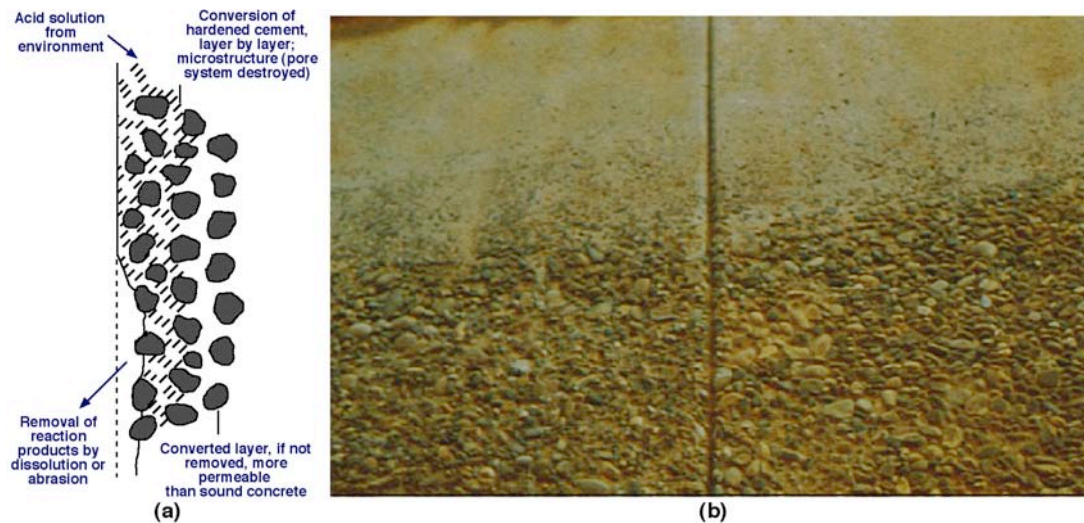 Acid solution
from
environment
Conversion of
hardened cement,
layer by layer;
microstructure (pore
system destroyed)
Removal of
reaction
products by
dissolution or
abrasion
Converted layer, if not
removed, more
permeable
than sound concrete
(a)
(b)